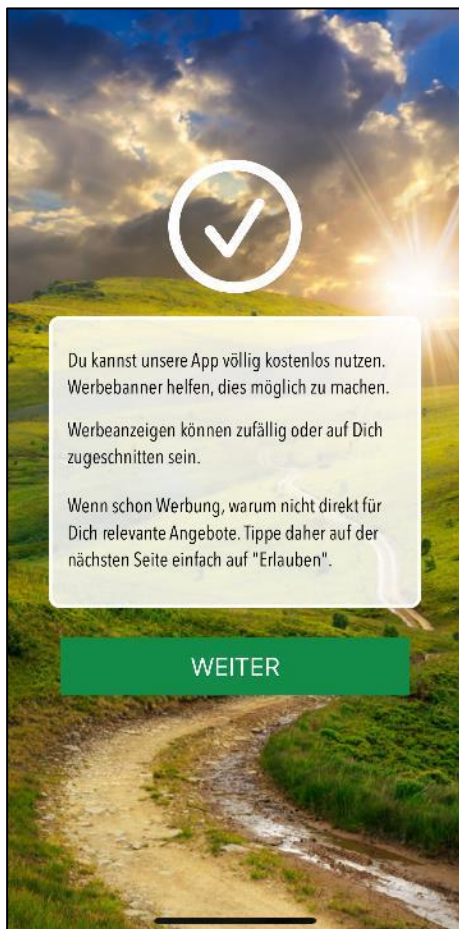 Du kannst unsere App völlig kostenlos nutzen.
Werbebanner helfen, dies möglich zu machen.
Werbeanzeigen können zufällig oder auf Dich
zugeschnitten sein.
Wenn schon Werbung, warum nicht direkt für
Dich relevante Angebote. Tippe daher auf der
nächsten Seite einfach auf "Erlauben".
WEITER